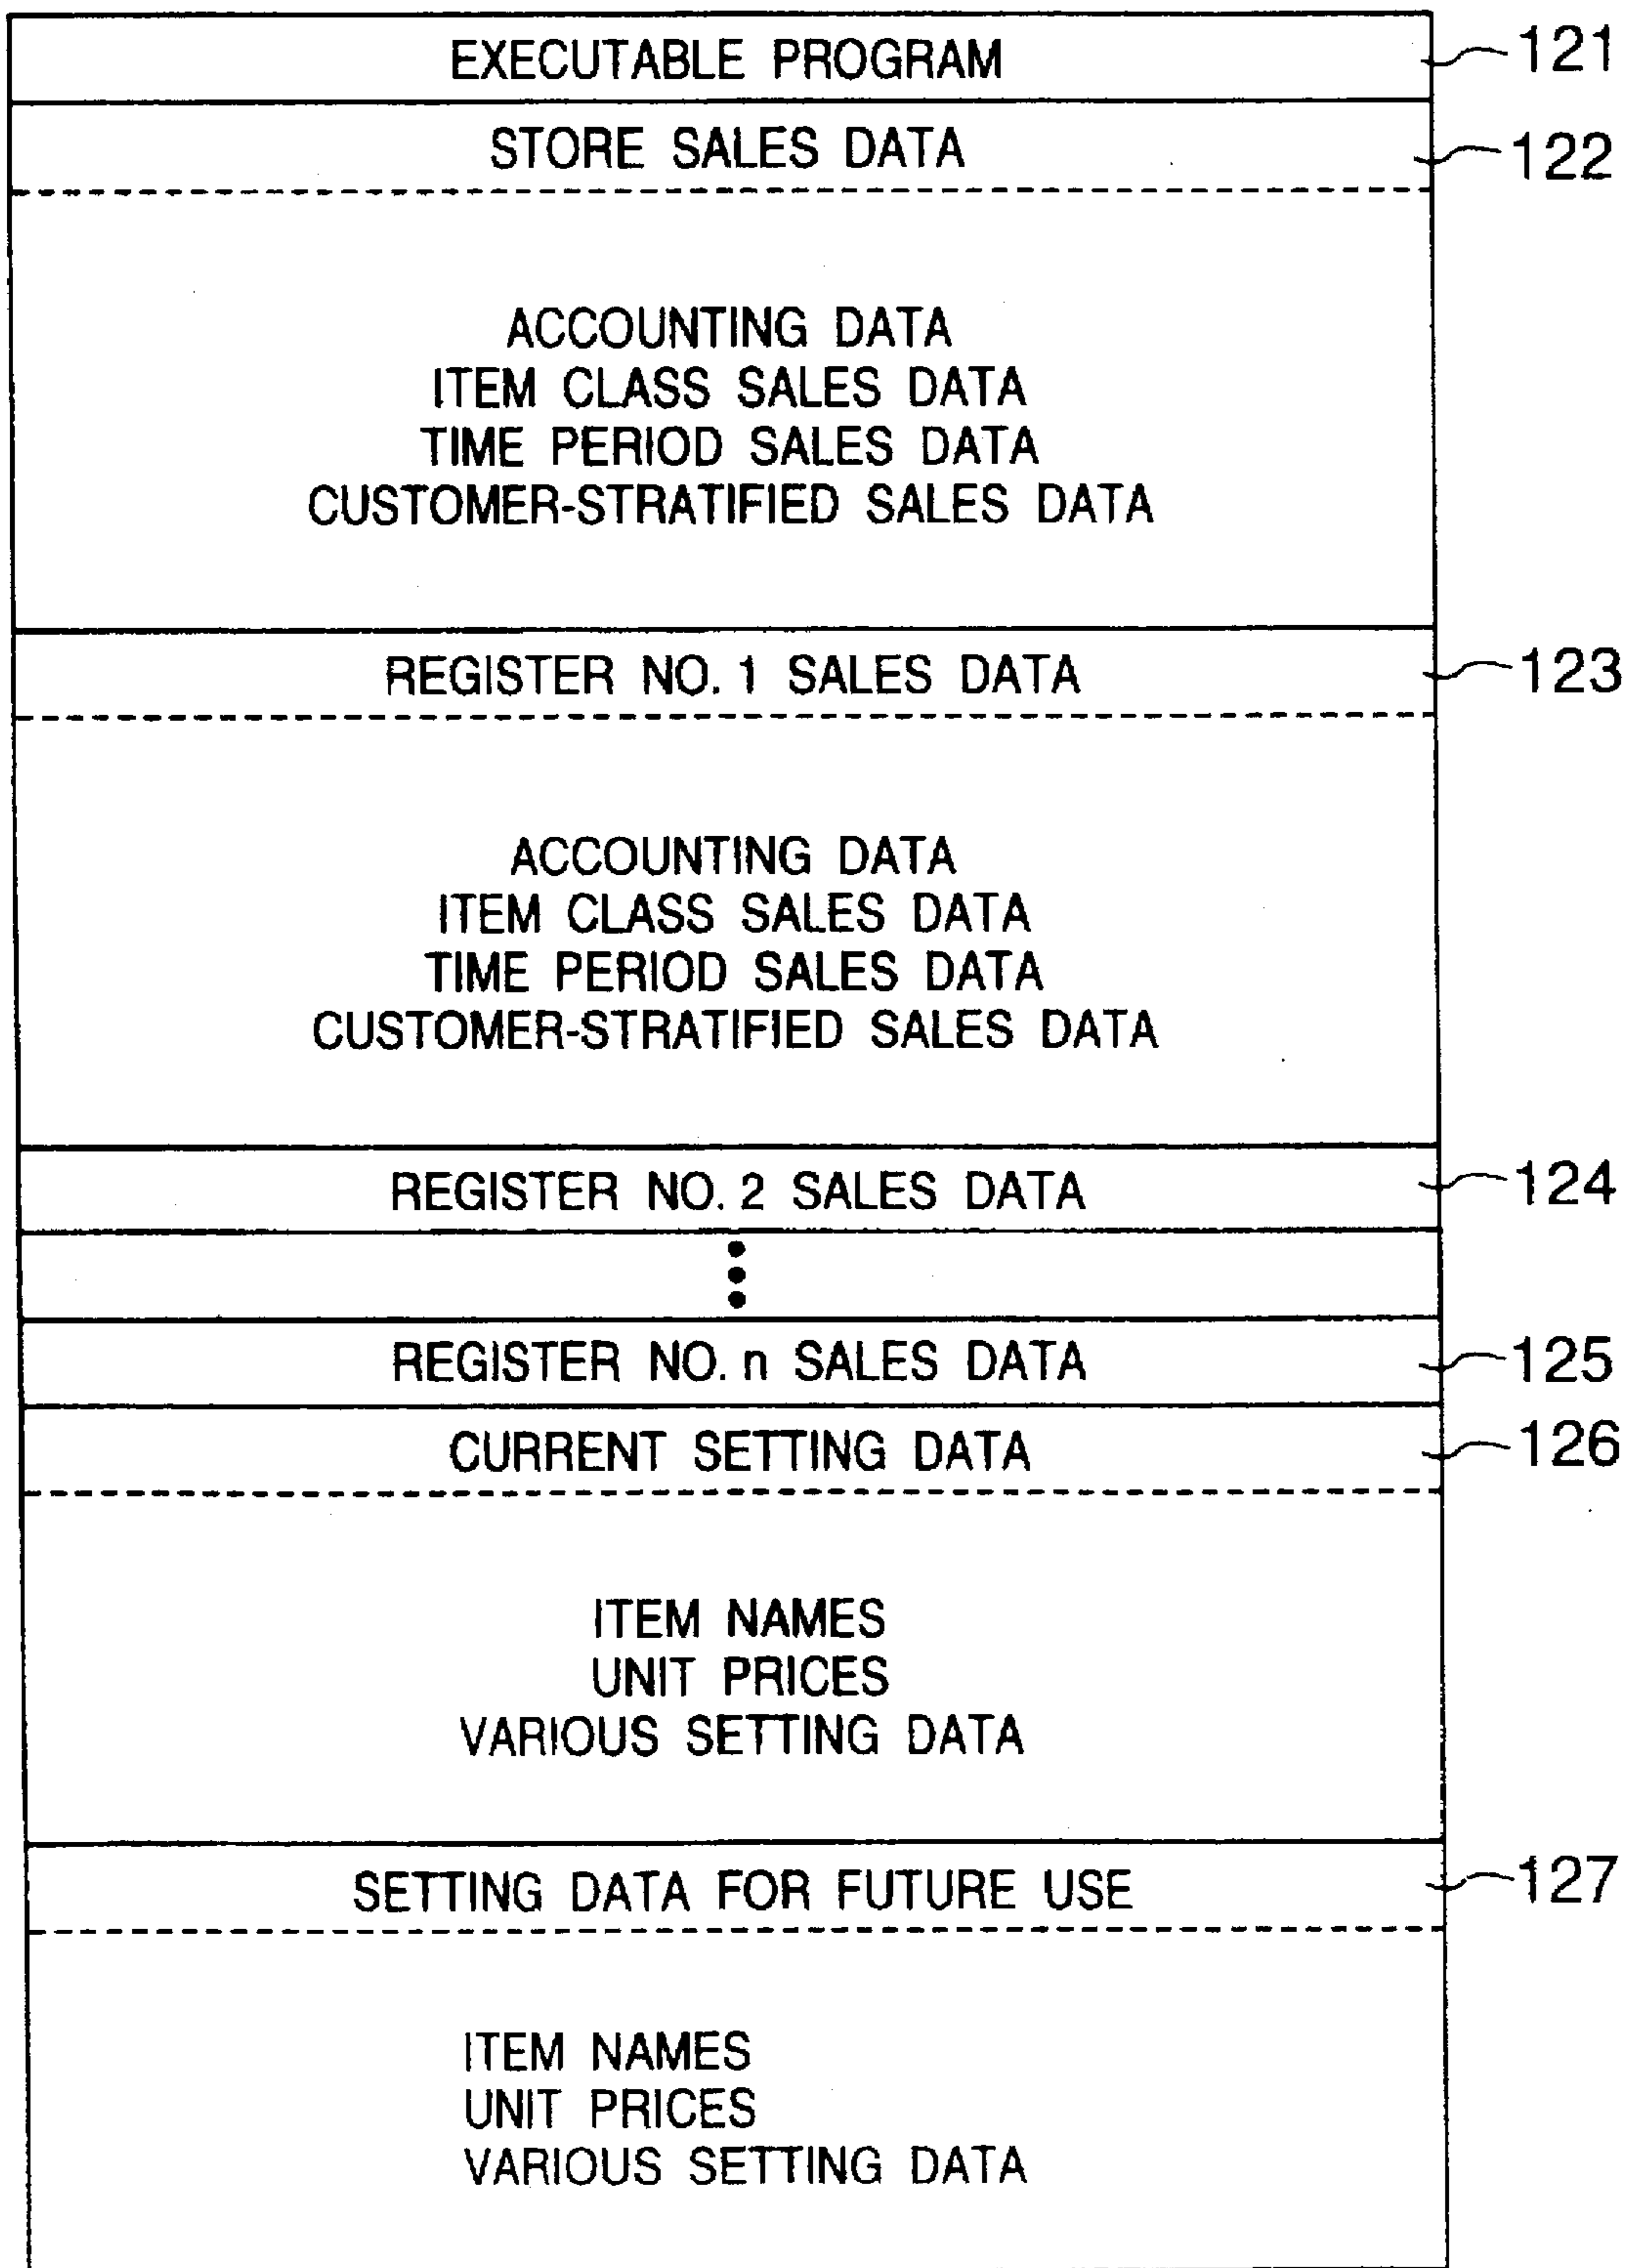 EXECUTABLE PROGRAM 121
STORE SALES DATA 122
ACCOUNTING DATA
ITEM CLASS SALES DATA
TIME PERIOD SALES DATA
CUSTOMER-STRATIFIED SALES DATA
REGISTER NO. 1 SALES DATA 123
ACCOUNTING DATA
ITEM CLASS SALES DATA
TIME PERIOD SALES DATA
CUSTOMER-STRATIFIED SALES DATA
REGISTER NO. 2 SALES DATA 124
REGISTER NO. n SALES DATA 125
CURRENT SETTING DATA 126
ITEM NAMES
UNIT PRICES
VARIOUS SETTING DATA
SETTING DATA FOR FUTURE USE 127
ITEM NAMES
UNIT PRICES
VARIOUS SETTING DATA